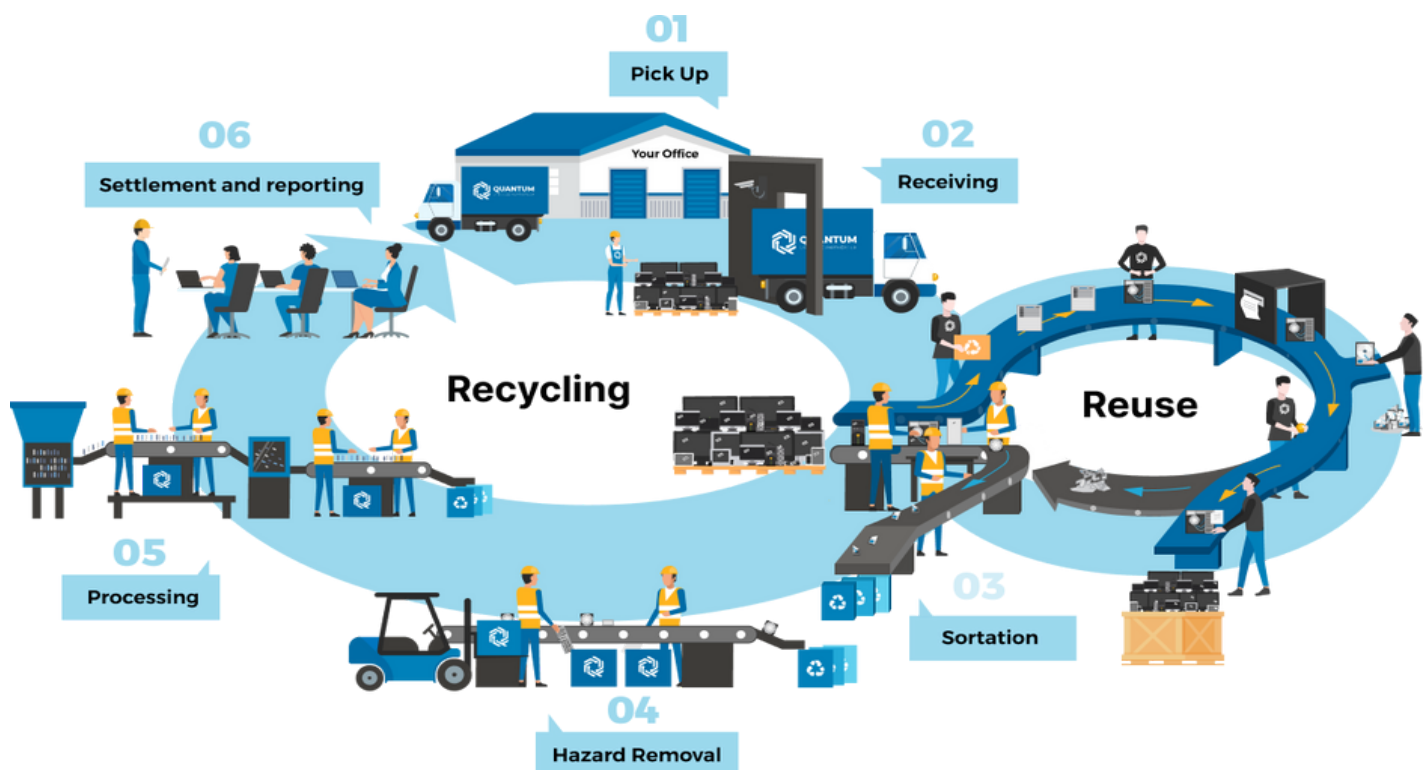 01
Pick Up
06
02
Your Office
Settlement and reporting
Receiving
QUANTUM
QUANTUM
Recycling
Reuse
05
03
Processing
Sortation
04
Hazard Removal